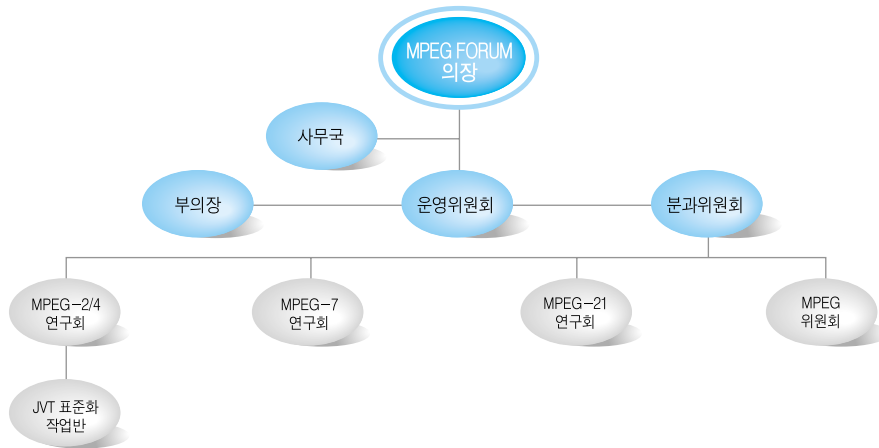 MPEG FORUM
의장
사무국
부의장
운영위원회
분과위원회
MPEG-2/4
연구회
MPEG-7
연구회
MPEG-21
연구회
MPEG
위원회
JVT 표준화
작업반